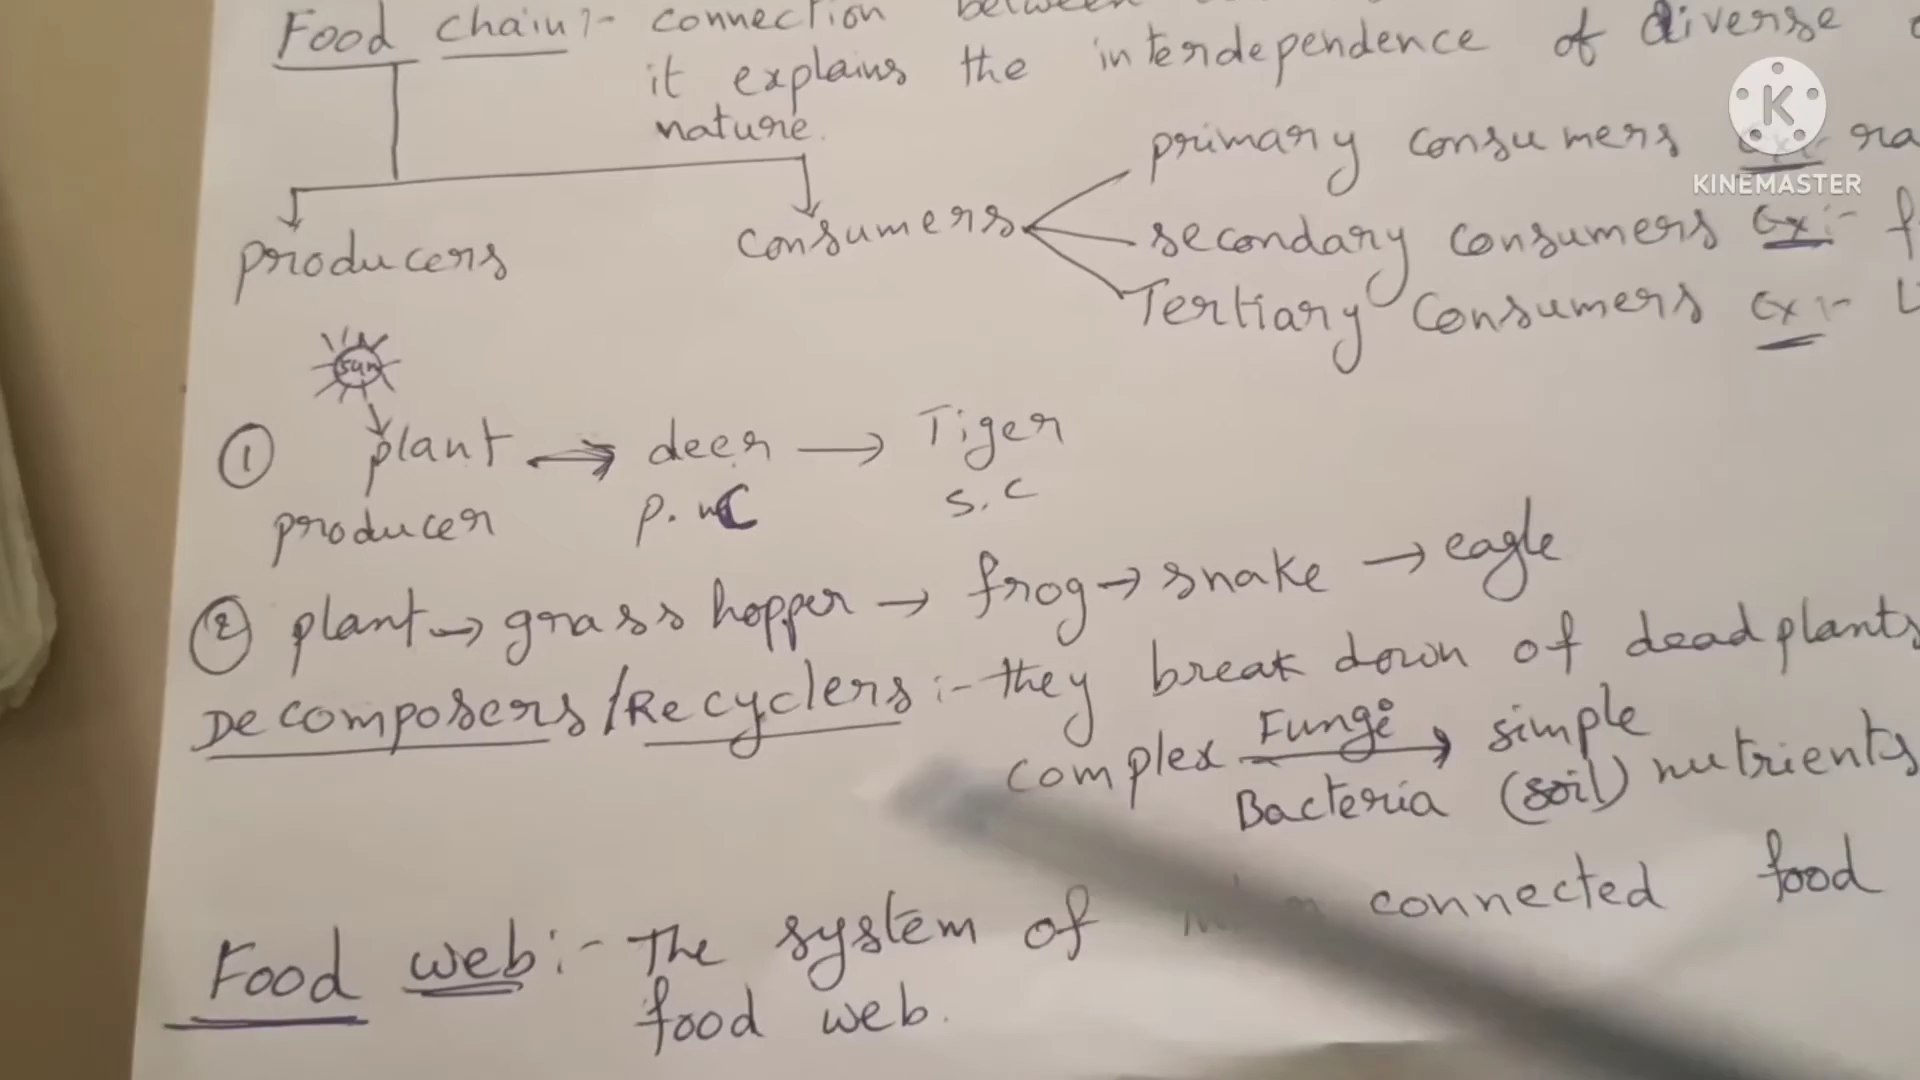 Food chain :- connection between
it explains the interdependence of diverse
nature.
primary consumers ex:- ra
KINEMASTER
producers
consumers
secondary consumers Ex:- f
Tertiary consumers Ex:- L
sun
1 plant → deer → Tiger
producer p. C s.c
2 plant → grass hopper → frog → snake → eagle
Decomposers/Recyclers :- they break down of dead plants
complex Fungi simple
Bacteria (soil) nutrients
Food web :- The system of connected food
food web.